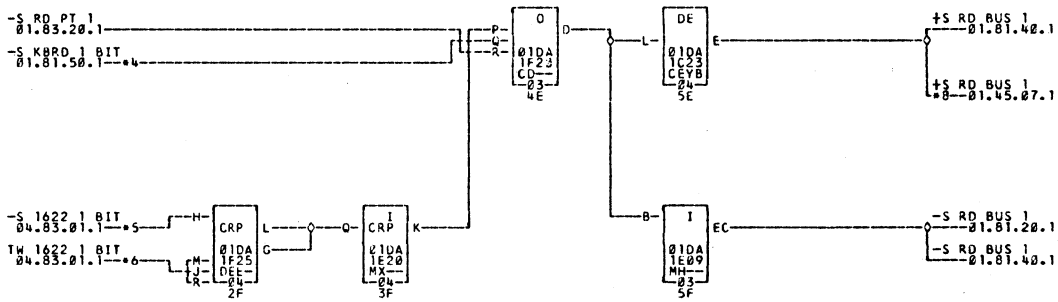 -S RD PT 1
01.83.20.1
-S KBRD 1 BIT
01.81.50.1--*4
P
Q
R
O
01DA
1F23
CD--
03
4E
D
L
DE
01DA
1C23
CEYB
04
5E
E
+S RD BUS 1
01.81.40.1
+S RD BUS 1
*8--01.45.07.1
-S 1622 1 BIT
04.83.01.1--*5
TW 1622 1 BIT
04.83.01.1--*6
H
M
J
R
CRP
01DA
1F25
DEE-
04
2F
L
G
Q
I
CRP
01DA
1E20
MX--
04
3F
K
B
I
01DA
1E09
MH--
03
5F
EC
-S RD BUS 1
01.81.20.1
-S RD BUS 1
01.81.40.1